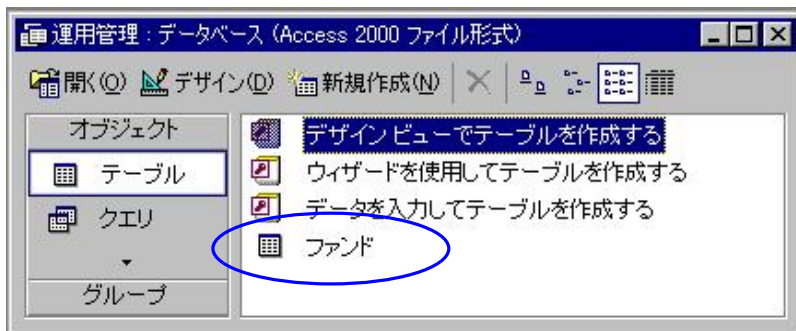 運用管理：データベース (Access 2000 ファイル形式)
開く(O) デザイン(D) 新規作成(N)
オブジェクト
テーブル
クエリ
グループ
デザイン ビューでテーブルを作成する
ウィザードを使用してテーブルを作成する
データを入力してテーブルを作成する
ファンド